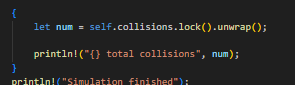 {
let num = self.collisions.lock().unwrap();
println!("{} total collisions", num);
}
println!("Simulation finished");